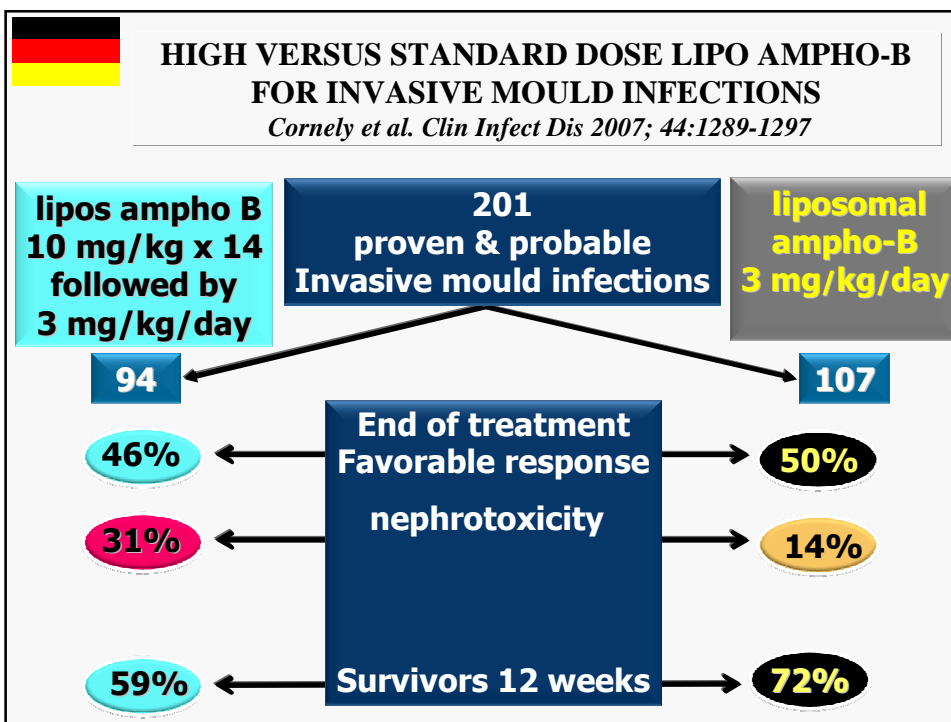 HIGH VERSUS STANDARD DOSE LIPO AMPHO-B
FOR INVASIVE MOULD INFECTIONS
Cornely et al. Clin Infect Dis 2007; 44:1289-1297
lipos ampho B
10 mg/kg x 14
followed by
3 mg/kg/day
201
proven & probable
Invasive mould infections
liposomal
ampho-B
3 mg/kg/day
94
107
End of treatment
46%
Favorable response
50%
nephrotoxicity
31%
14%
59%
Survivors 12 weeks
72%